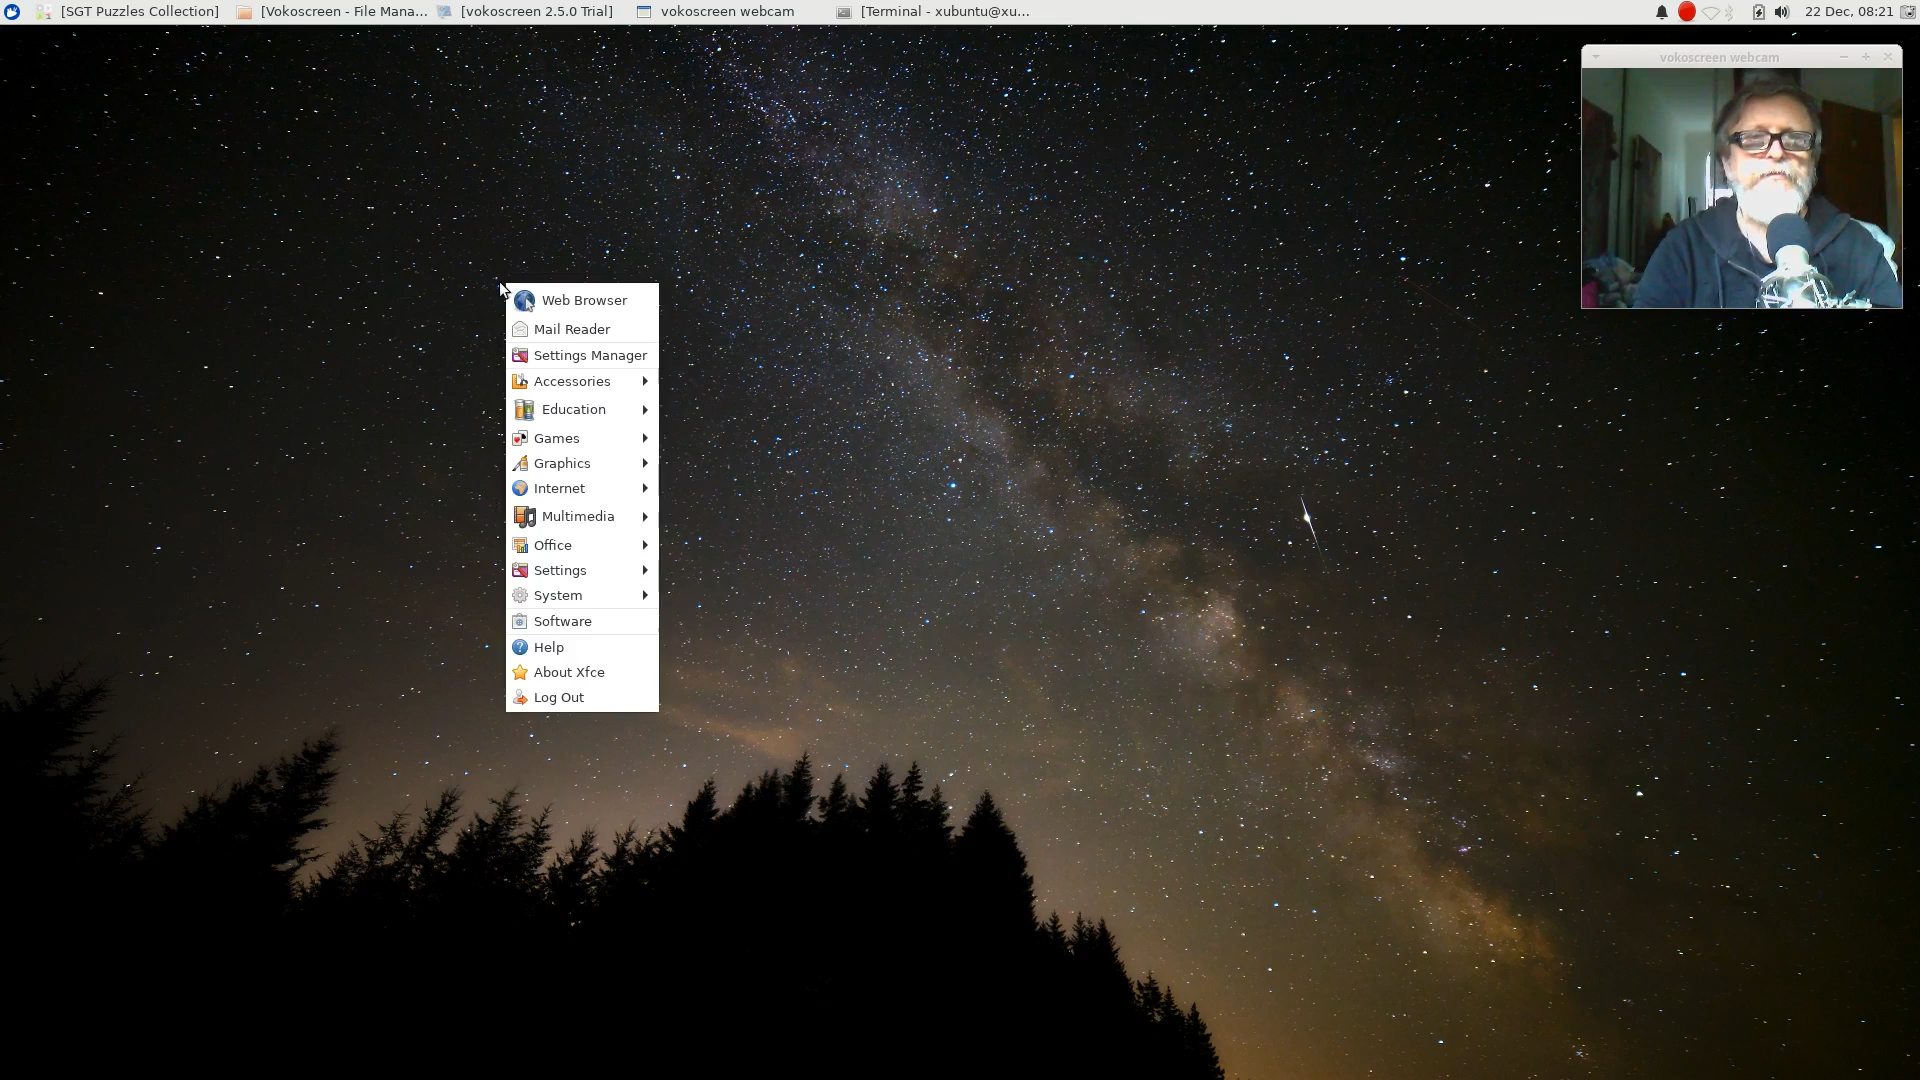 [SGT Puzzles Collection]
[Vokoscreen - File Mana...
[vokoscreen 2.5.0 Trial]
vokoscreen webcam
[Terminal - xubuntu@xu...
22 Dec, 08:21
vokoscreen webcam
Web Browser
Mail Reader
Settings Manager
Accessories
Education
Games
Graphics
Internet
Multimedia
Office
Settings
System
Software
Help
About Xfce
Log Out